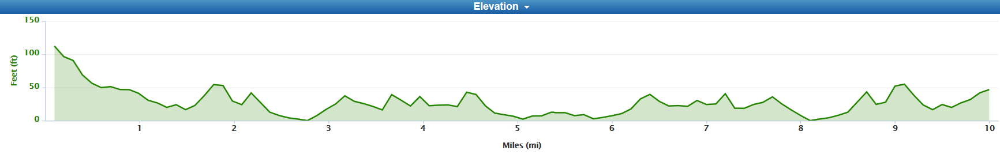 Elevation
150
100
50
0
Feet (ft)
1 2 3 4 5 6 7 8 9 10
Miles (mi)